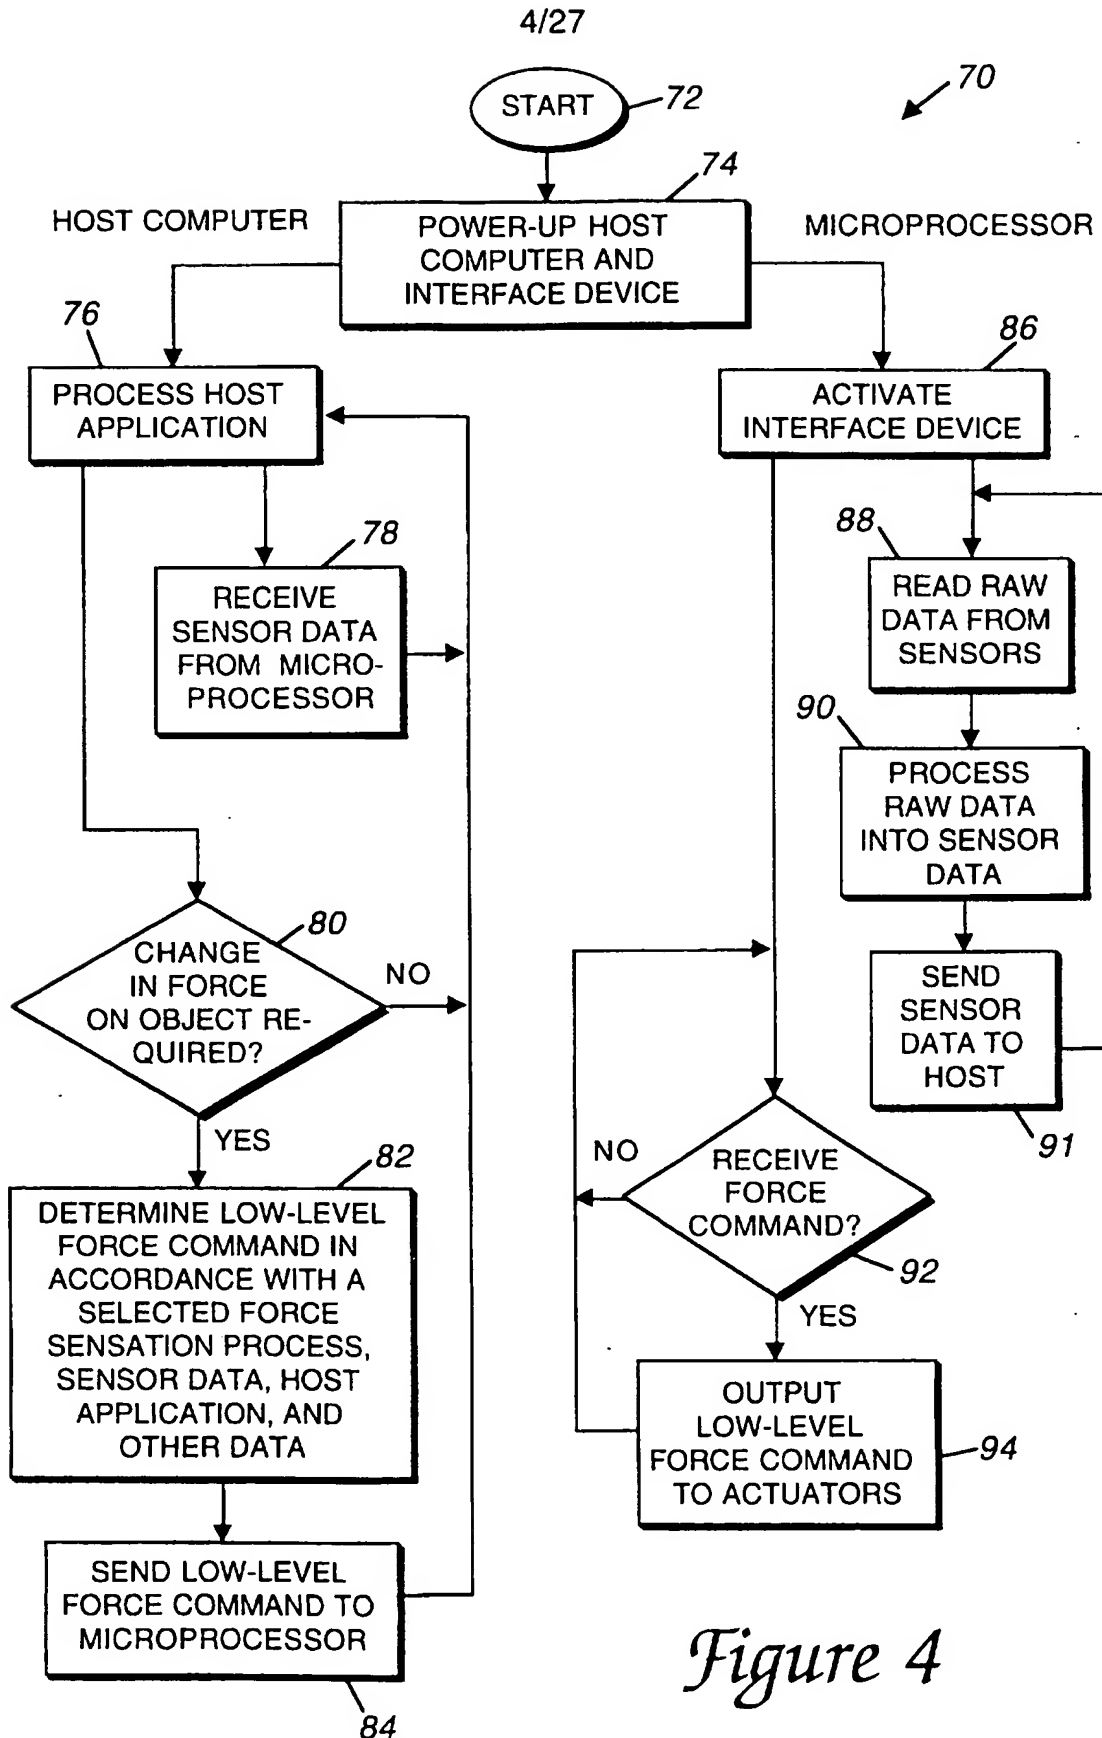 4/27
START
72
70
74
HOST COMPUTER
POWER-UP HOST
COMPUTER AND
INTERFACE DEVICE
MICROPROCESSOR
76
PROCESS HOST
APPLICATION
86
ACTIVATE
INTERFACE DEVICE
78
RECEIVE
SENSOR DATA
FROM MICRO-
PROCESSOR
88
READ RAW
DATA FROM
SENSORS
90
PROCESS
RAW DATA
INTO SENSOR
DATA
80
CHANGE
IN FORCE
ON OBJECT RE-
QUIRED?
NO
YES
SEND
SENSOR
DATA TO
HOST
91
82
DETERMINE LOW-LEVEL
FORCE COMMAND IN
ACCORDANCE WITH A
SELECTED FORCE
SENSATION PROCESS,
SENSOR DATA, HOST
APPLICATION, AND
OTHER DATA
NO
RECEIVE
FORCE
COMMAND?
92
YES
OUTPUT
LOW-LEVEL
FORCE COMMAND
TO ACTUATORS
94
SEND LOW-LEVEL
FORCE COMMAND TO
MICROPROCESSOR
84
Figure 4